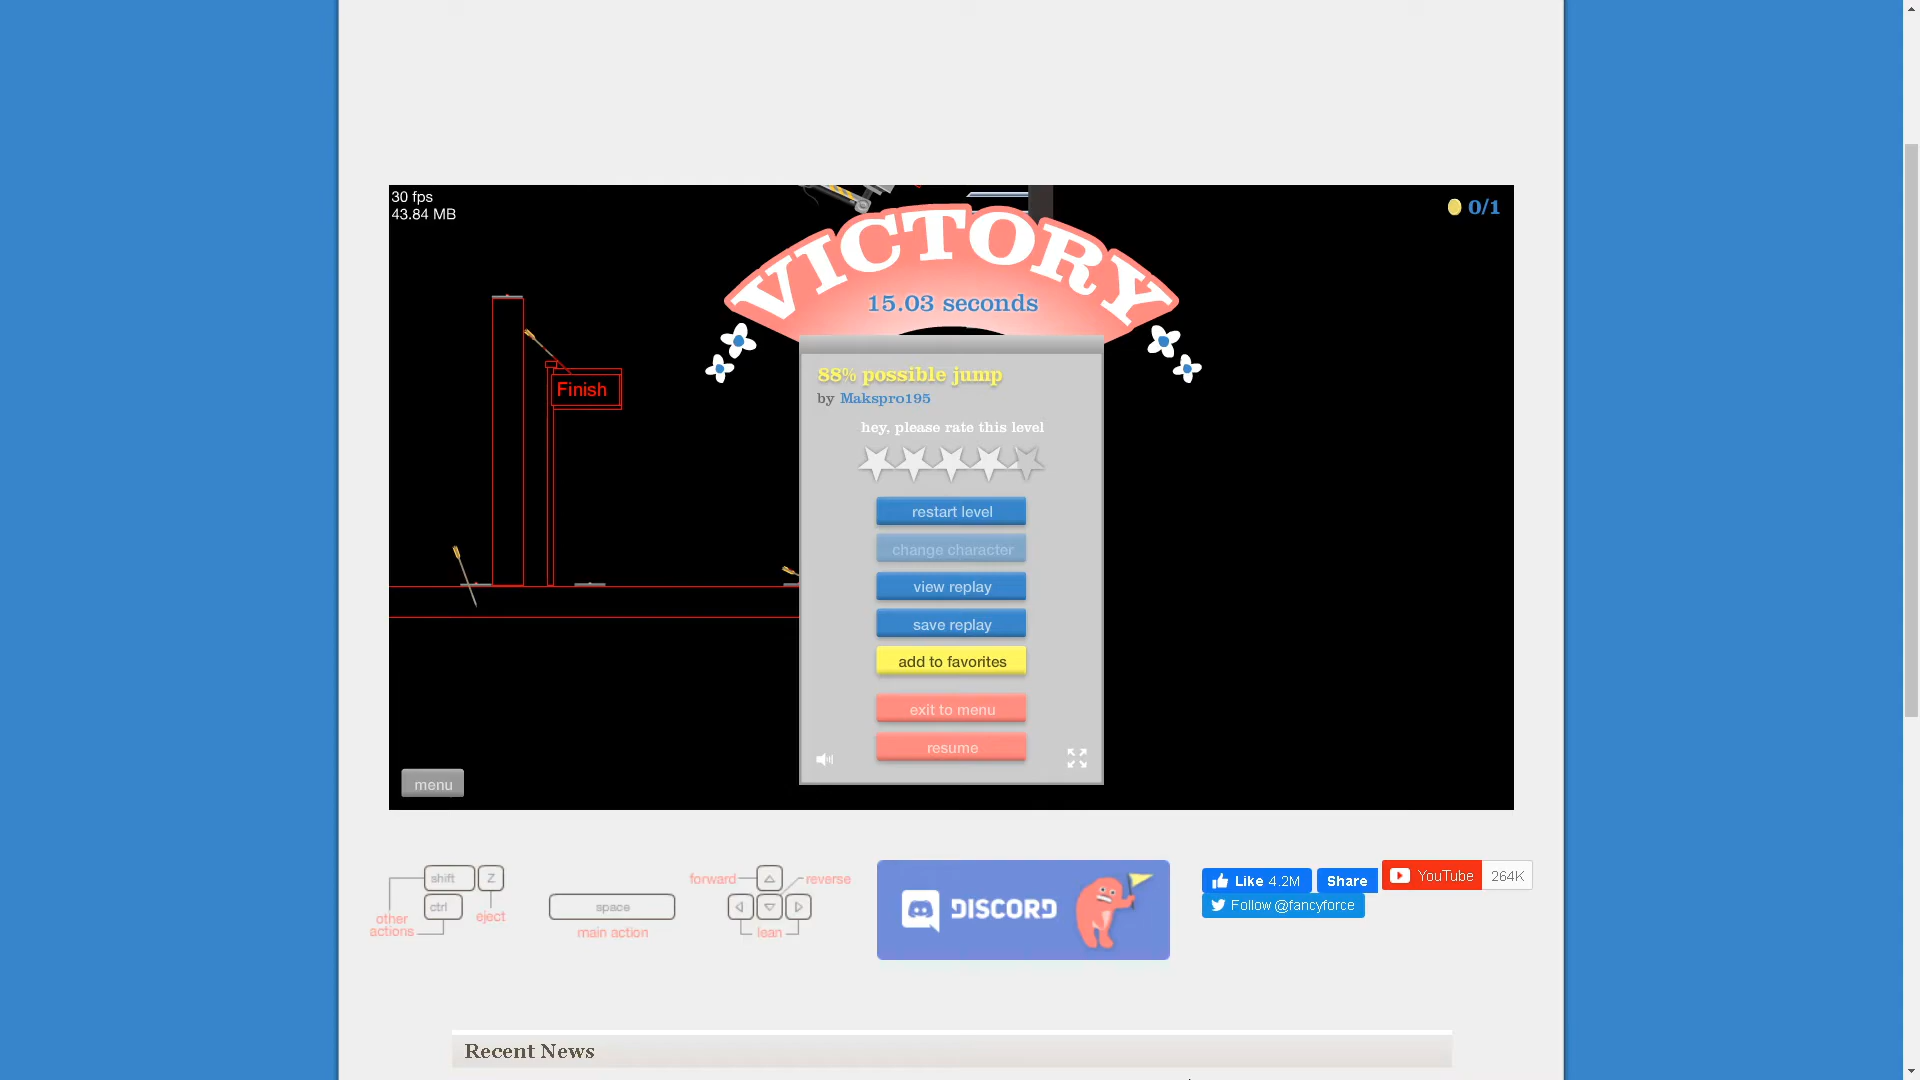 30 fps
43.84 MB
0/1
VICTORY
15.03 seconds
Finish
88% possible jump
by Makspro195
hey, please rate this level
restart level
change character
view replay
save replay
add to favorites
exit to menu
resume
menu
shift
Z
ctrl
other
actions
eject
space
main action
forward
reverse
lean
DISCORD
Like 4.2M
Share
YouTube
264K
Follow @fancyforce
Recent News